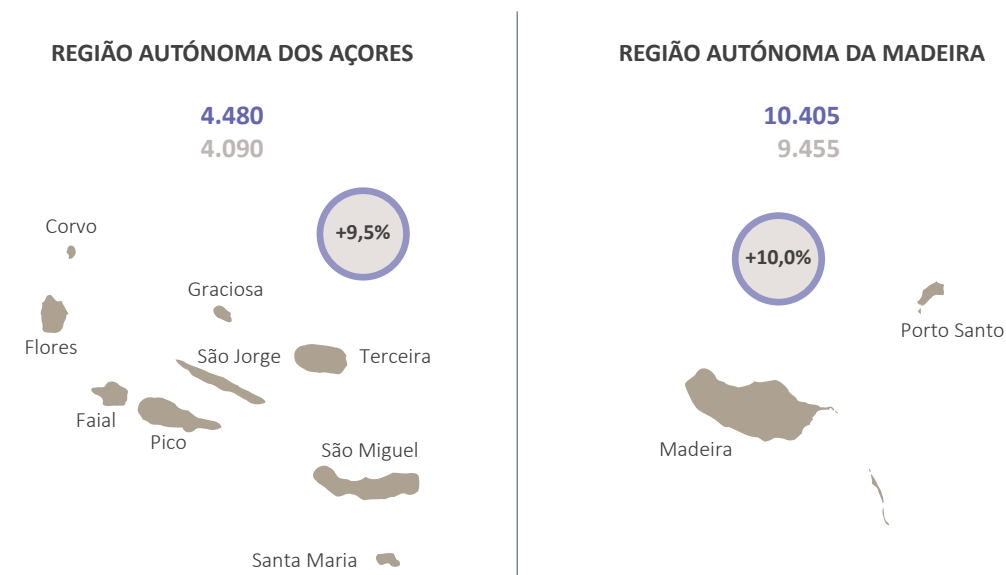 REGIÃO AUTÓNOMA DOS AÇORES
4.480
4.090
+9,5%
Corvo
Graciosa
Flores
São Jorge
Terceira
Faial
Pico
São Miguel
Santa Maria
REGIÃO AUTÓNOMA DA MADEIRA
10.405
9.455
+10,0%
Porto Santo
Madeira